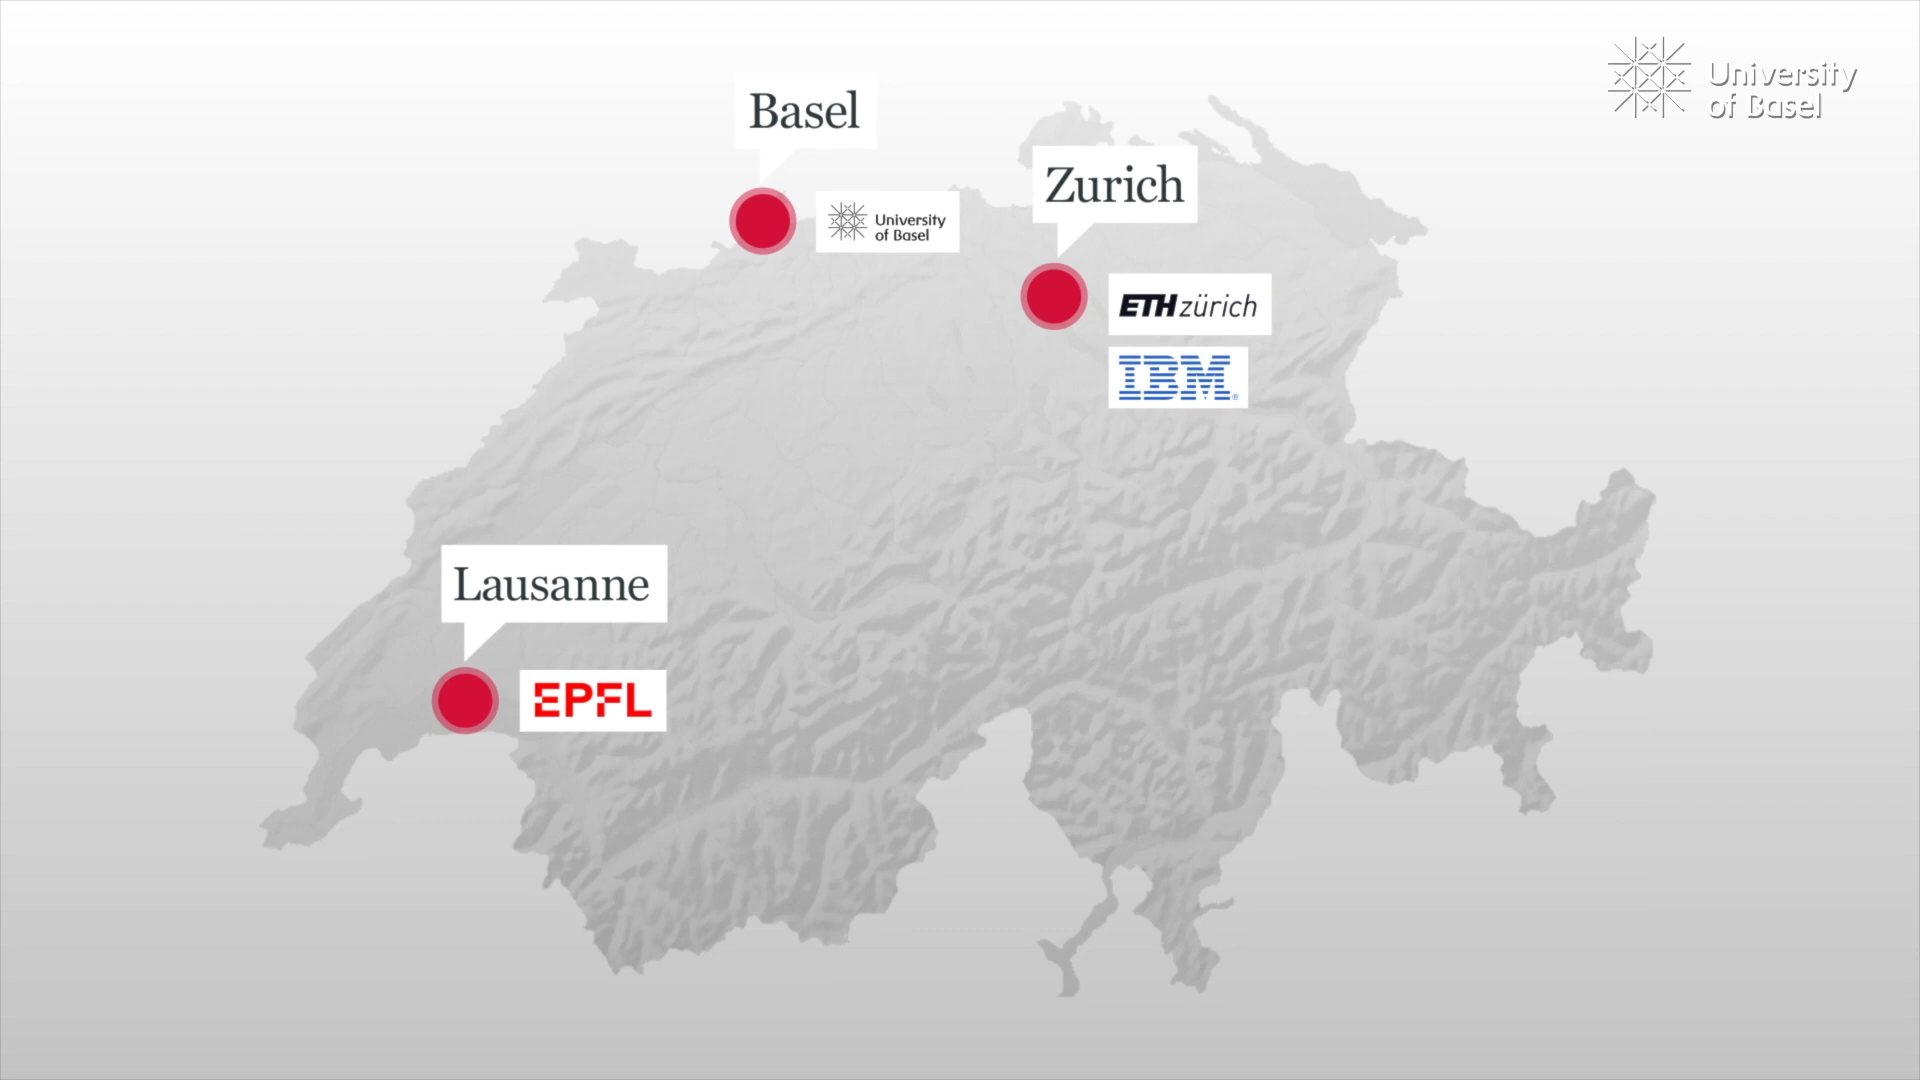 University
of Basel
Basel
University
of Basel
Zurich
ETH zürich
IBM®
Lausanne
EPFL